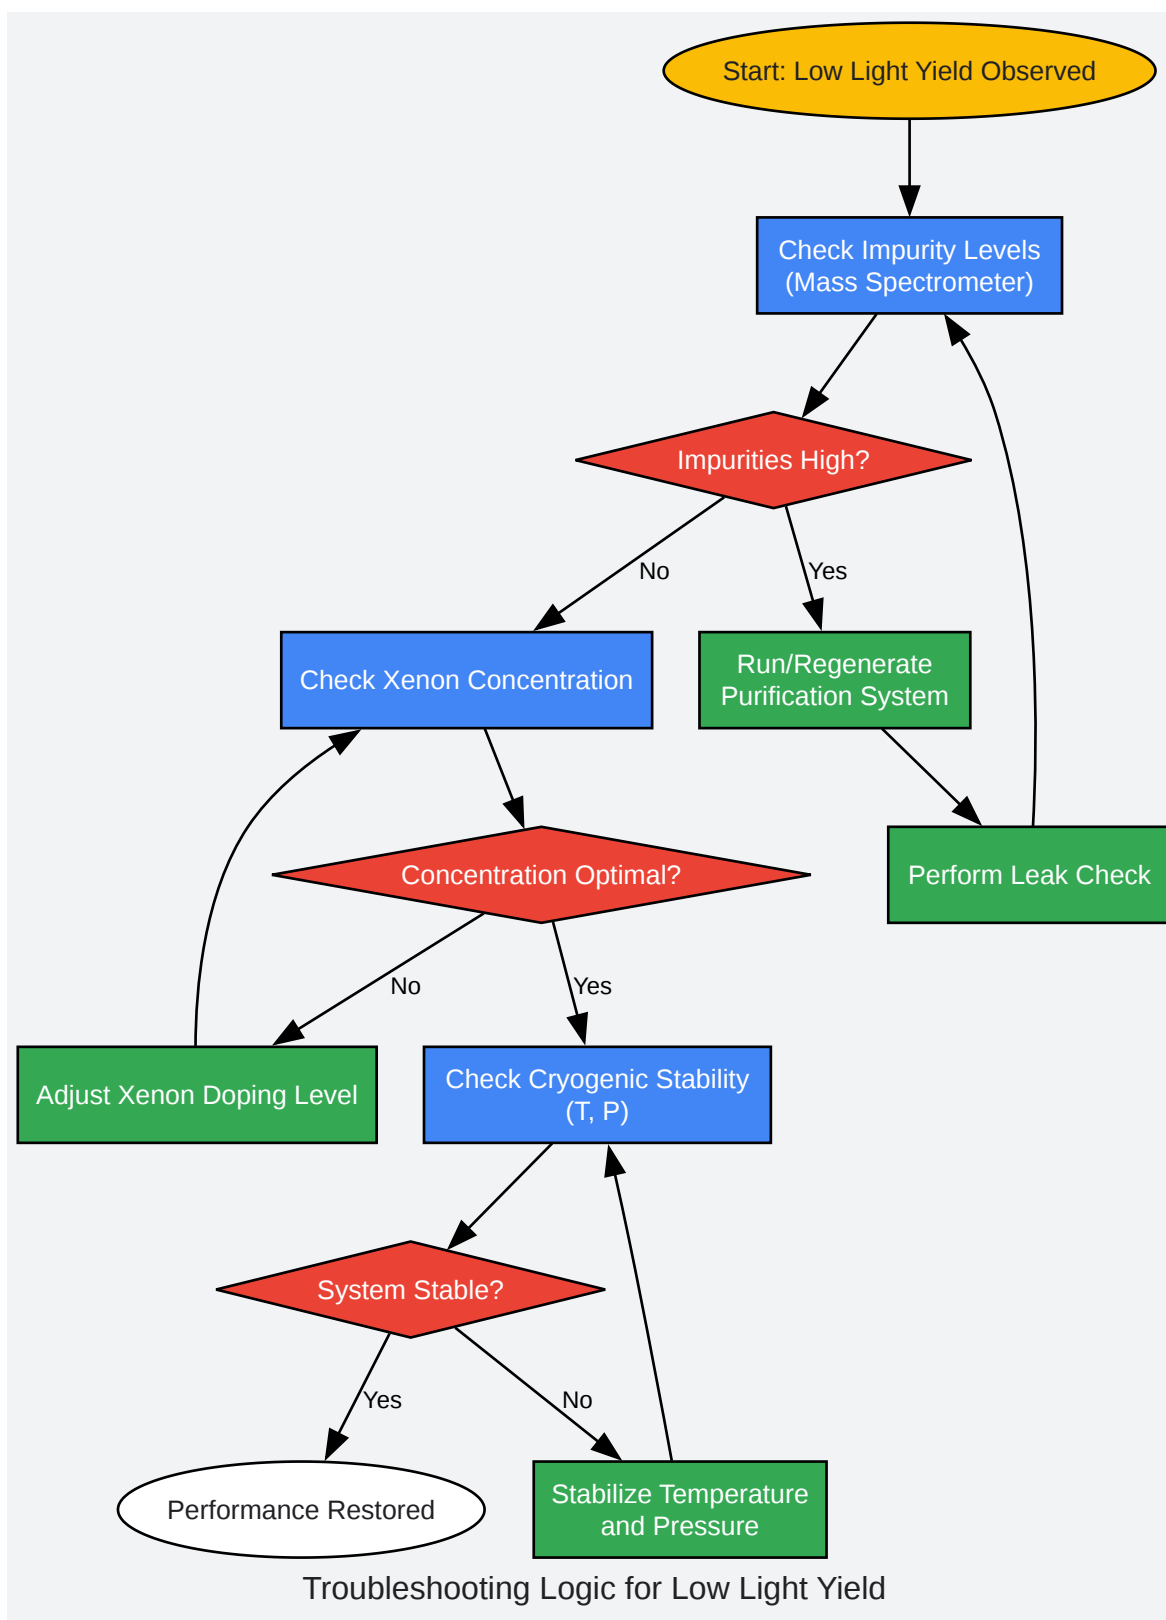 Start: Low Light Yield Observed
Check Impurity Levels
(Mass Spectrometer)
Impurities High?
No
Yes
Check Xenon Concentration
Run/Regenerate
Purification System
Concentration Optimal?
Perform Leak Check
No
Yes
Adjust Xenon Doping Level
Check Cryogenic Stability
(T, P)
System Stable?
Yes
No
Performance Restored
Stabilize Temperature
and Pressure
Troubleshooting Logic for Low Light Yield